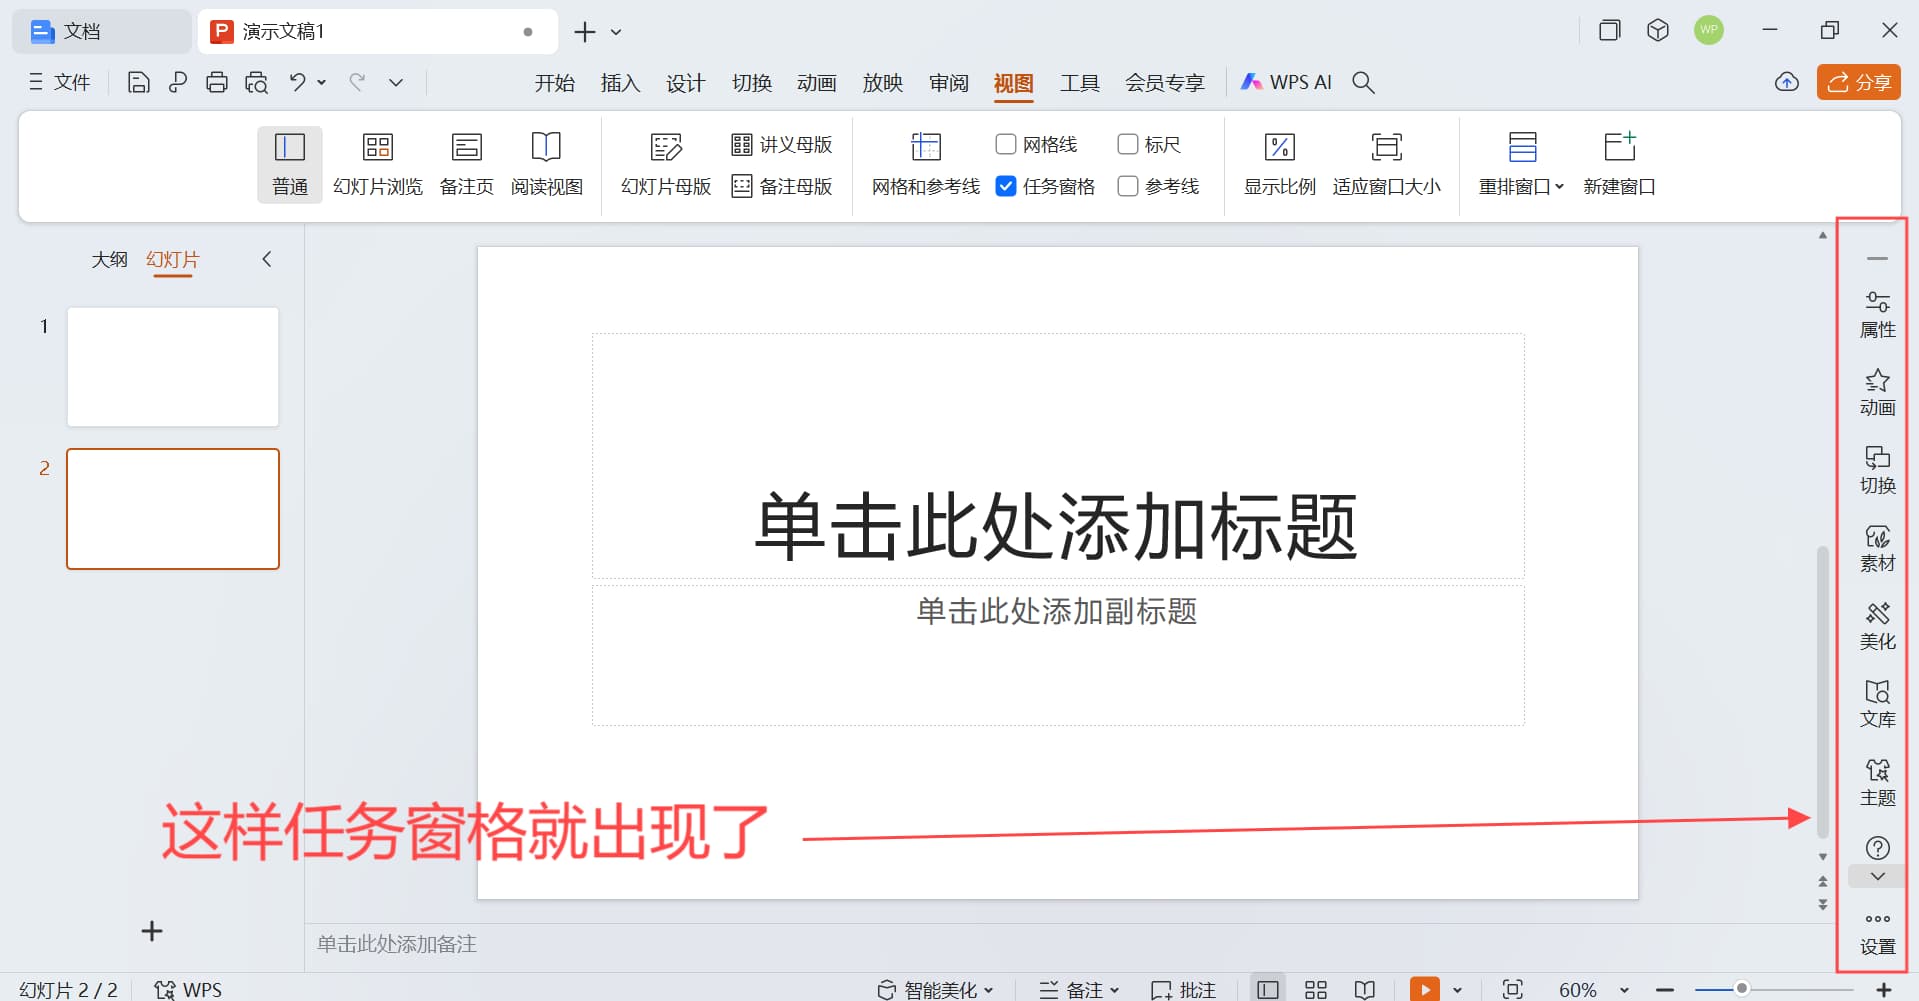 文档
演示文稿1
WP
文件
开始 插入 设计 切换 动画 放映 审阅 视图 工具 会员专享 WPS AI
分享
普通 幻灯片浏览 备注页 阅读视图 幻灯片母版
讲义母版
备注母版
网格和参考线
网格线 标尺
任务窗格 参考线
显示比例 适应窗口大小 重排窗口 新建窗口
大纲 幻灯片
1
2
单击此处添加标题
单击此处添加副标题
这样任务窗格就出现了
单击此处添加备注
属性
动画
切换
素材
美化
文库
主题
设置
幻灯片 2 / 2 WPS 智能美化 备注 批注 60%